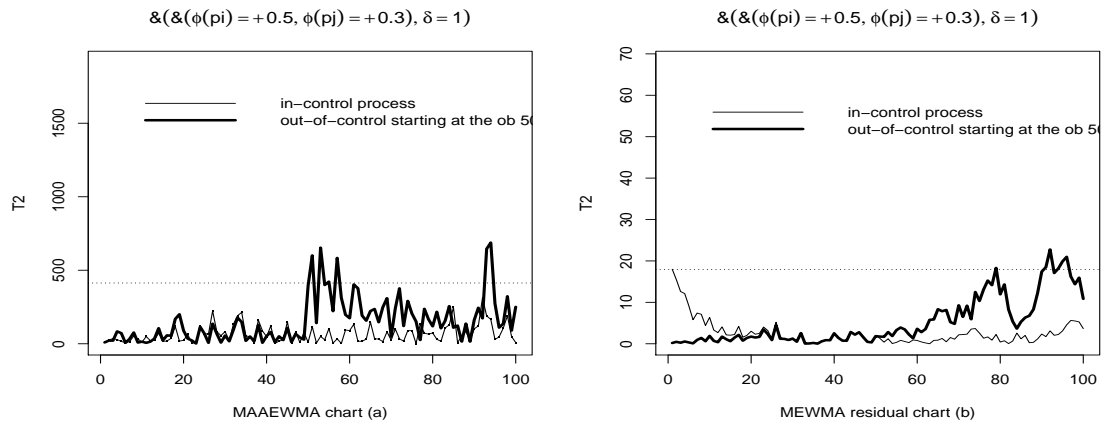 &(&(ϕ(pi) = +0.5, ϕ(pj) = +0.3), δ = 1)
T2
0
500
1000
1500
in−control process
out−of−control starting at the ob 50
0
20
40
60
80
100
MAAEWMA chart (a)
&(&(ϕ(pi) = +0.5, ϕ(pj) = +0.3), δ = 1)
T2
0
10
20
30
40
50
60
70
in−control process
out−of−control starting at the ob 50
0
20
40
60
80
100
MEWMA residual chart (b)